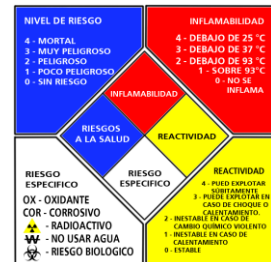 NIVEL DE RIESGO
4 - MORTAL
3 - MUY PELIGROSO
2 - PELIGROSO
1 - POCO PELIGROSO
0 - SIN RIESGO
INFLAMABILIDAD
4 - DEBAJO DE 25 °C
3 - DEBAJO DE 37 °C
2 - DEBAJO DE 93 °C
1 - SOBRE 93°C
0 - NO SE
INFLAMA
INFLAMABILIDAD
RIESGOS
A LA SALUD
REACTIVIDAD
RIESGO
ESPECIFICO
RIESGO
ESPECIFICO
OX - OXIDANTE
COR - CORROSIVO
- RADIOACTIVO
W - NO USAR AGUA
- RIESGO BIOLOGICO
REACTIVIDAD
4 - PUED EXPLOTAR
SÚBITAMENTE
3 - PUEDE EXPLOTAR EN
CASO DE CHOQUE O
CALENTAMIENTO.
2 - INESTABLE EN CASO DE
CAMBIO QUÍMICO VIOLENTO
1 - INESTABLE EN CASO DE
CALENTAMIENTO
0 - ESTABLE